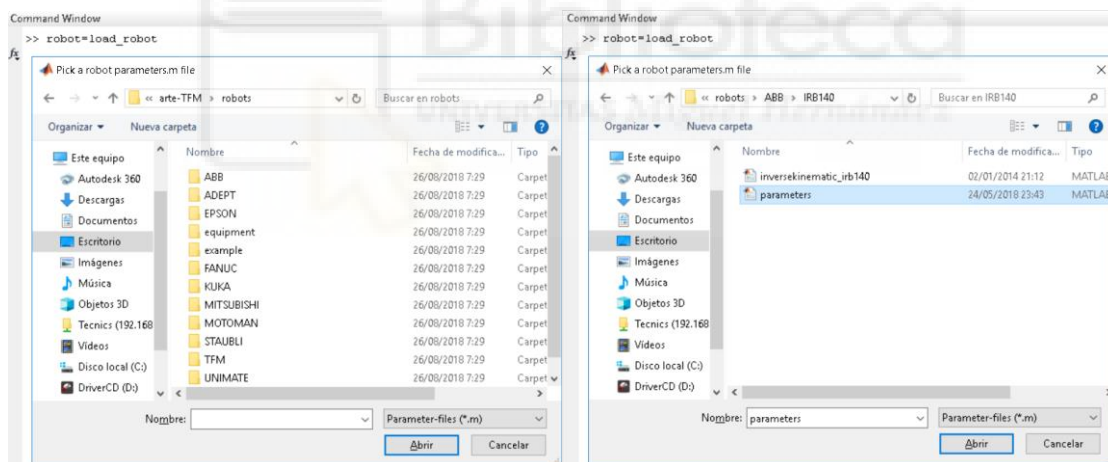 Command Window
>> robot=load_robot
fx
Pick a robot parameters.m file
« arte-TFM › robots
Buscar en robots
Organizar
Nueva carpeta
Este equipo
Autodesk 360
Descargas
Documentos
Escritorio
Imágenes
Música
Objetos 3D
Tecnics (192.168
Vídeos
Disco local (C:)
DriverCD (D:)
Nombre Fecha de modifica... Tipo
ABB 26/08/2018 7:29 Carpet
ADEPT 26/08/2018 7:29 Carpet
EPSON 26/08/2018 7:29 Carpet
equipment 26/08/2018 7:29 Carpet
example 26/08/2018 7:29 Carpet
FANUC 26/08/2018 7:29 Carpet
KUKA 26/08/2018 7:29 Carpet
MITSUBISHI 26/08/2018 7:29 Carpet
MOTOMAN 26/08/2018 7:29 Carpet
STAUBLI 26/08/2018 7:29 Carpet
TFM 26/08/2018 7:29 Carpet
UNIMATE 26/08/2018 7:29 Carpet
Nombre:
Parameter-files (*.m)
Abrir Cancelar
Command Window
>> robot=load_robot
fx
Pick a robot parameters.m file
« robots › ABB › IRB140
Buscar en IRB140
Organizar
Nueva carpeta
Este equipo
Autodesk 360
Descargas
Documentos
Escritorio
Imágenes
Música
Objetos 3D
Tecnics (192.168
Vídeos
Disco local (C:)
DriverCD (D:)
Nombre Fecha de modifica... Tipo
inversekinematic_irb140 02/01/2014 21:12 MATLAB
parameters 24/05/2018 23:43 MATLAB
Nombre: parameters
Parameter-files (*.m)
Abrir Cancelar
Biblioteca
UNIVERSITAS Miguel Hernández